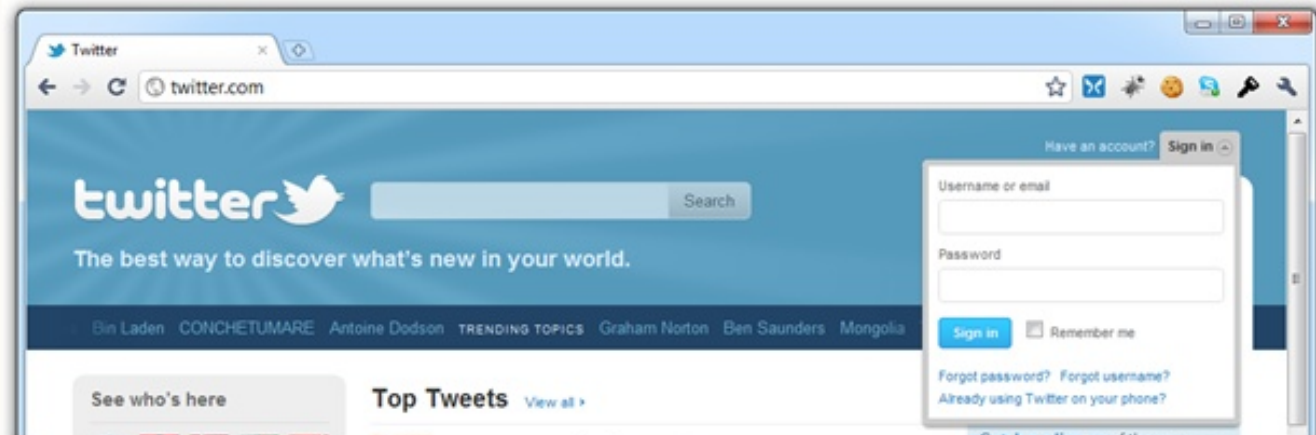 Twitter
twitter.com
Have an account? Sign in
twitter
Search
The best way to discover what's new in your world.
Username or email
Password
Sign in Remember me
Forgot password? Forgot username?
Already using Twitter on your phone?
Bin Laden CONCHETUMARE Antoine Dodson TRENDING TOPICS Graham Norton Ben Saunders Mongolia
See who's here
Top Tweets View all